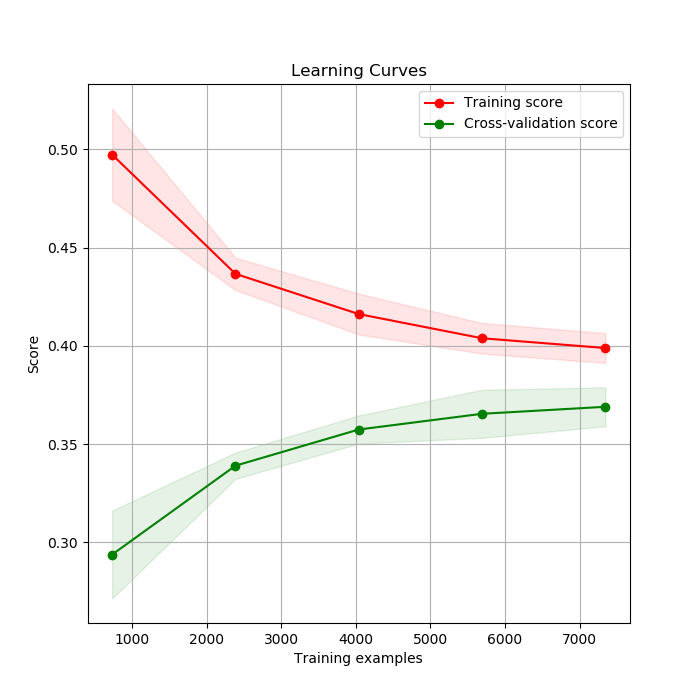 Learning Curves
Training score
Cross-validation score
0.50
0.45
0.40
0.35
0.30
Score
1000 2000 3000 4000 5000 6000 7000
Training examples